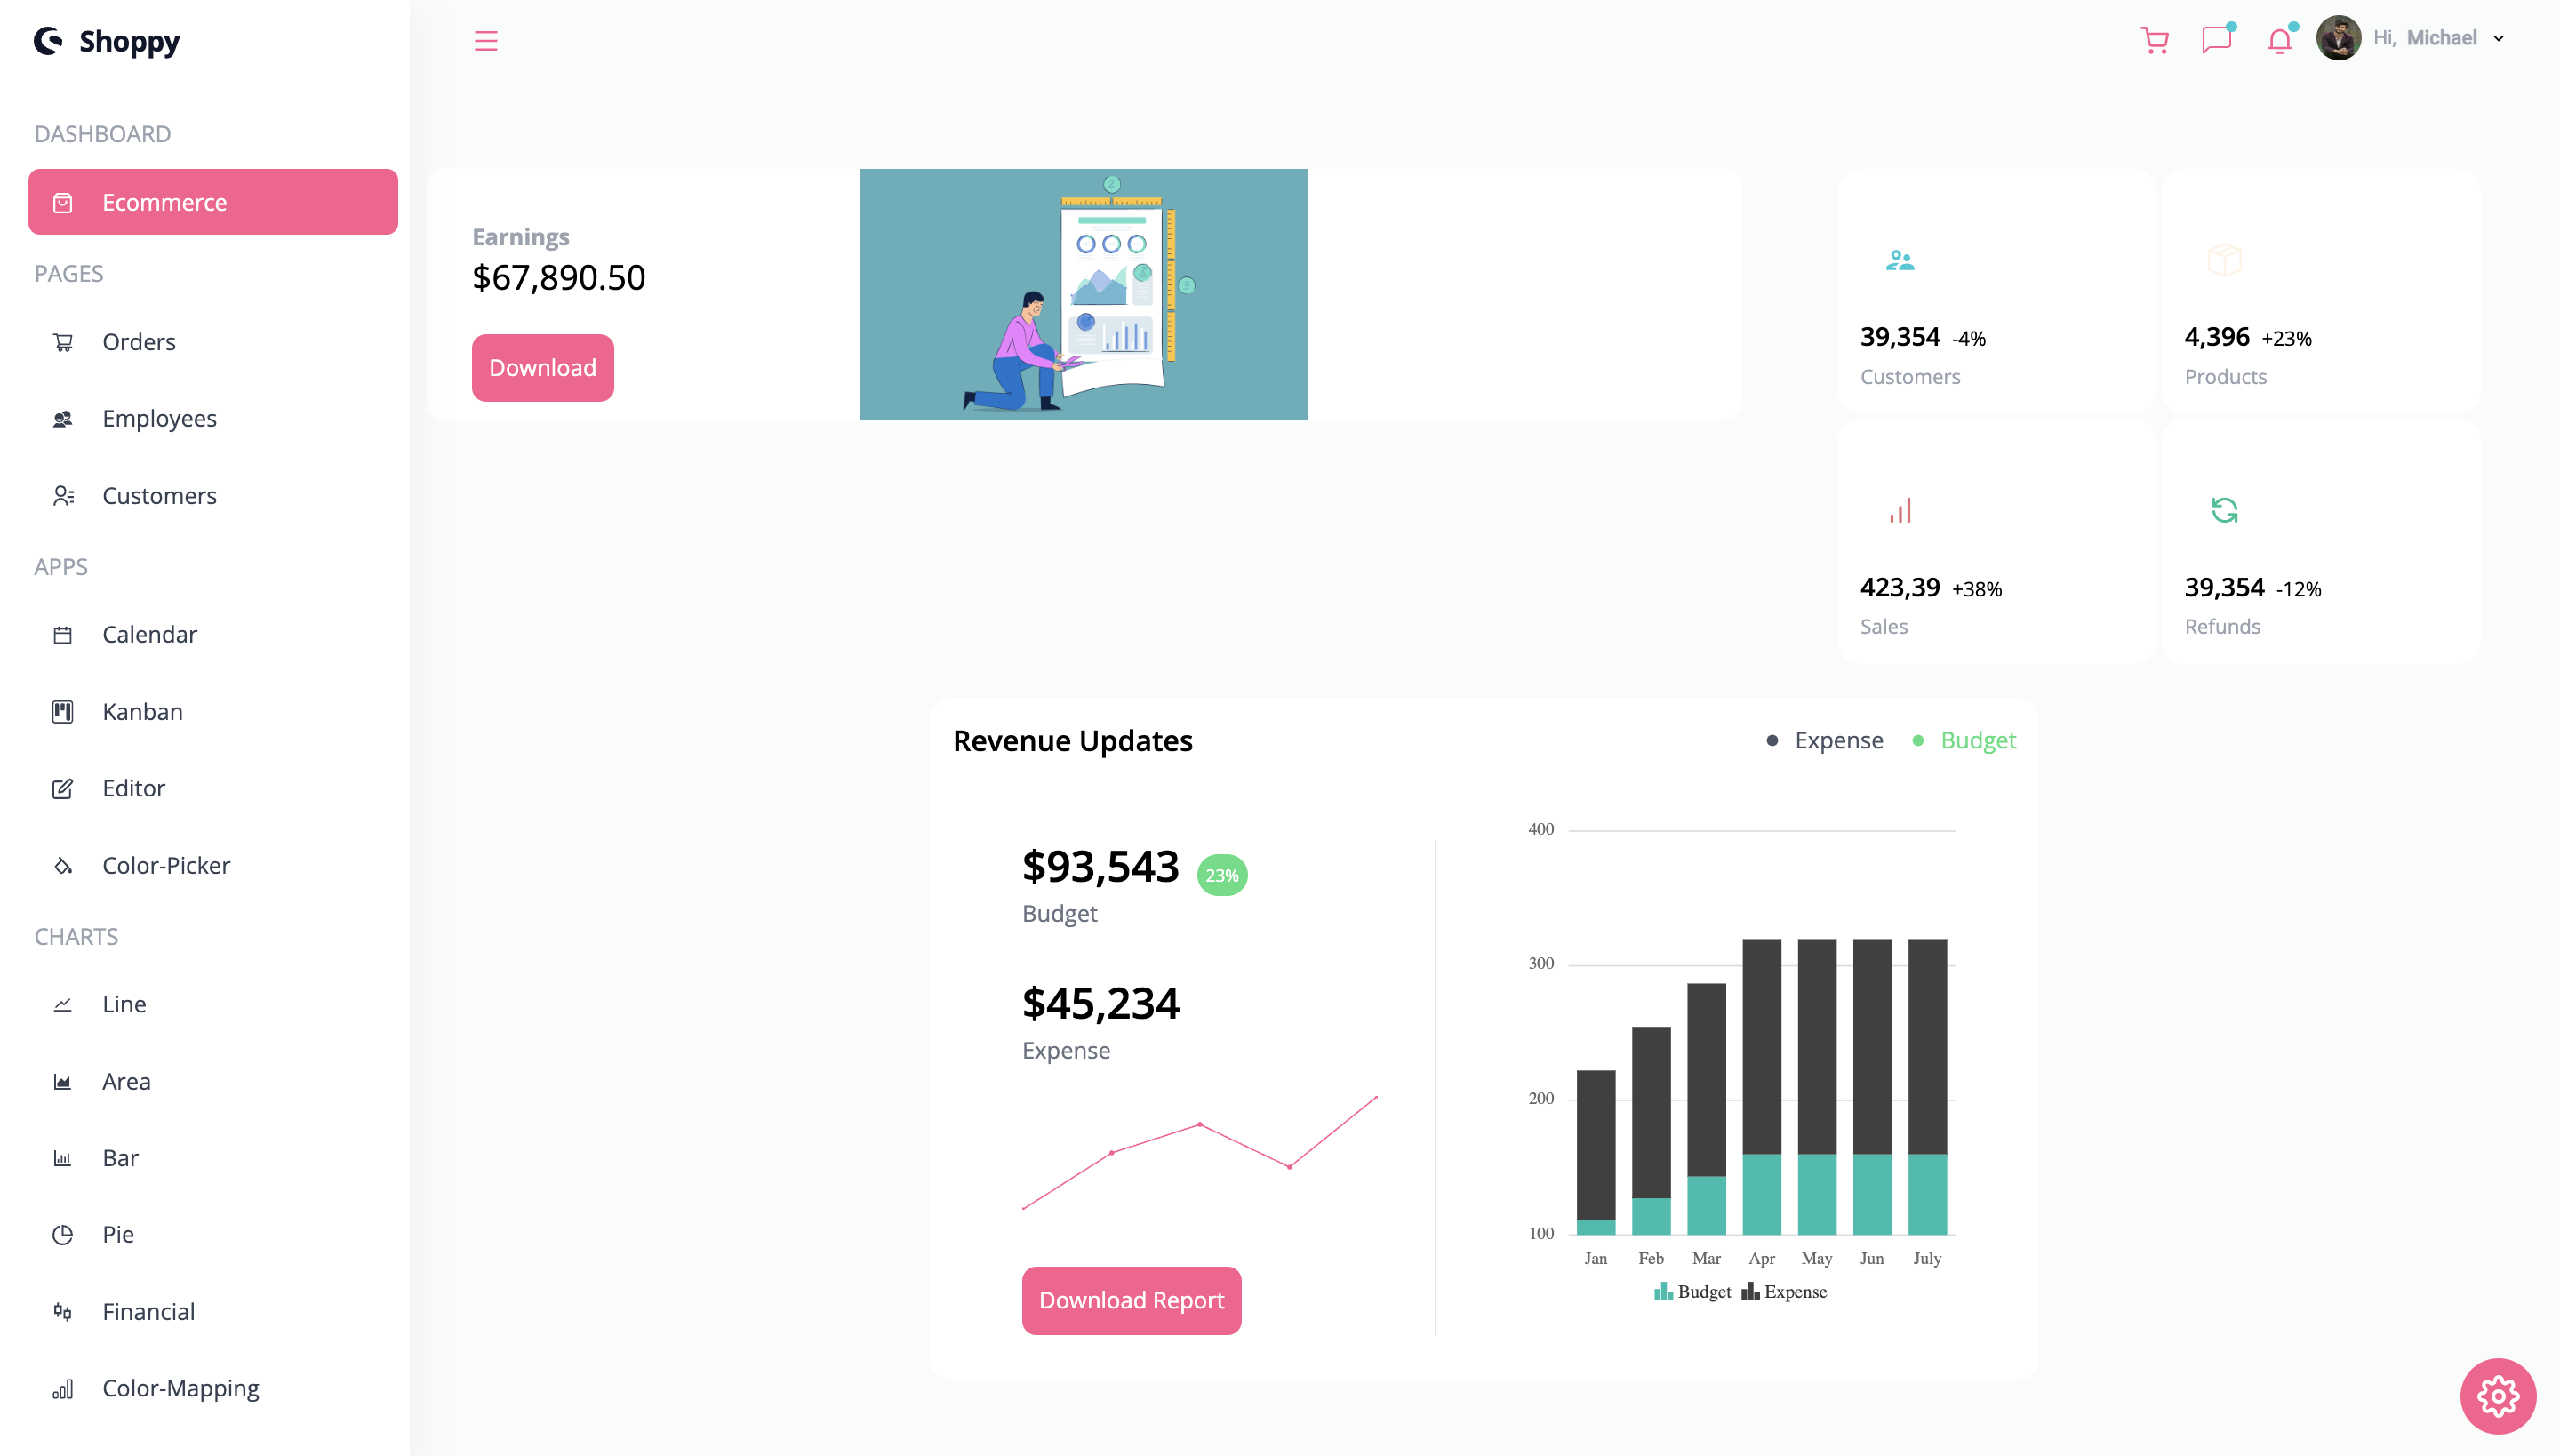 Shoppy
DASHBOARD
Ecommerce
PAGES
Orders
Employees
Customers
APPS
Calendar
Kanban
Editor
Color-Picker
CHARTS
Line
Area
Bar
Pie
Financial
Color-Mapping
Hi, Michael
Earnings
$67,890.50
Download
2
3
39,354 -4%
Customers
4,396 +23%
Products
423,39 +38%
Sales
39,354 -12%
Refunds
Revenue Updates
Expense Budget
$93,543 23%
Budget
$45,234
Expense
Download Report
400
300
200
100
Jan Feb Mar Apr May Jun July
Budget Expense